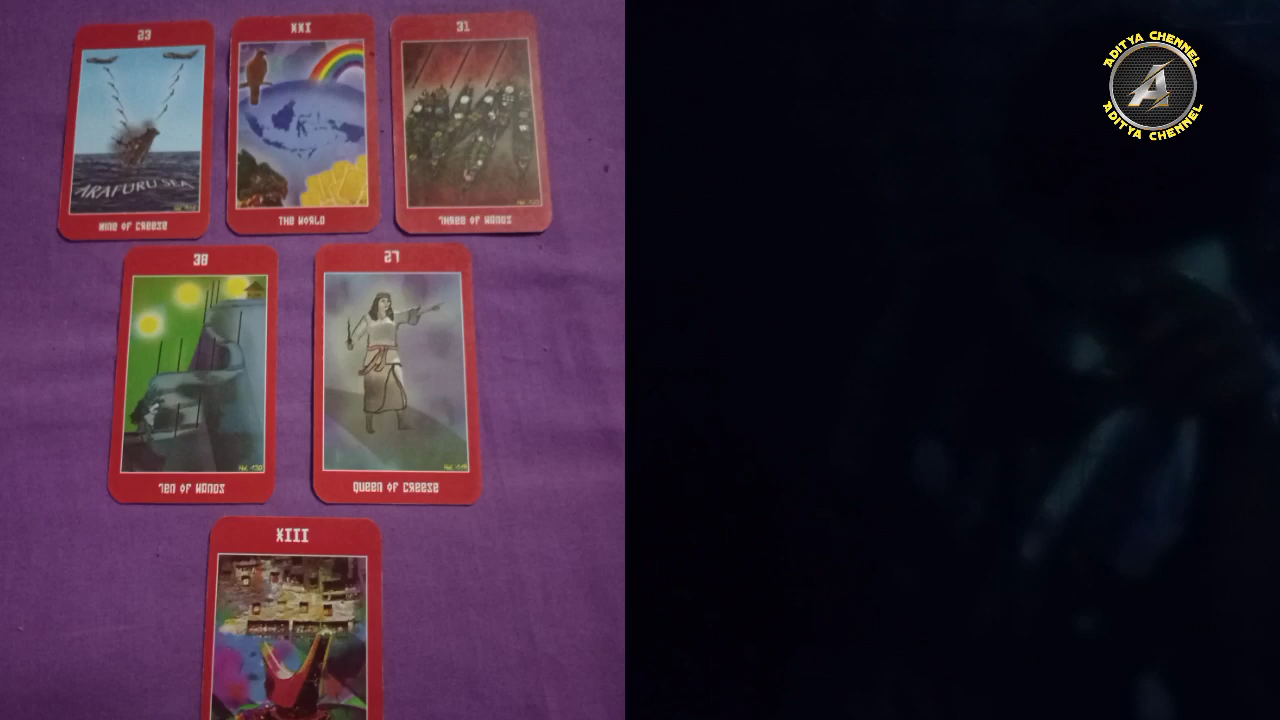 23
XXI
31
ARAFURU SEA
NINE OF CREESE
THE WORLD
THREE OF WANDS
38
27
TEN OF WANDS
QUEEN OF CREESE
XIII
ADITYA CHENNEL
A
ADITYA CHENNEL